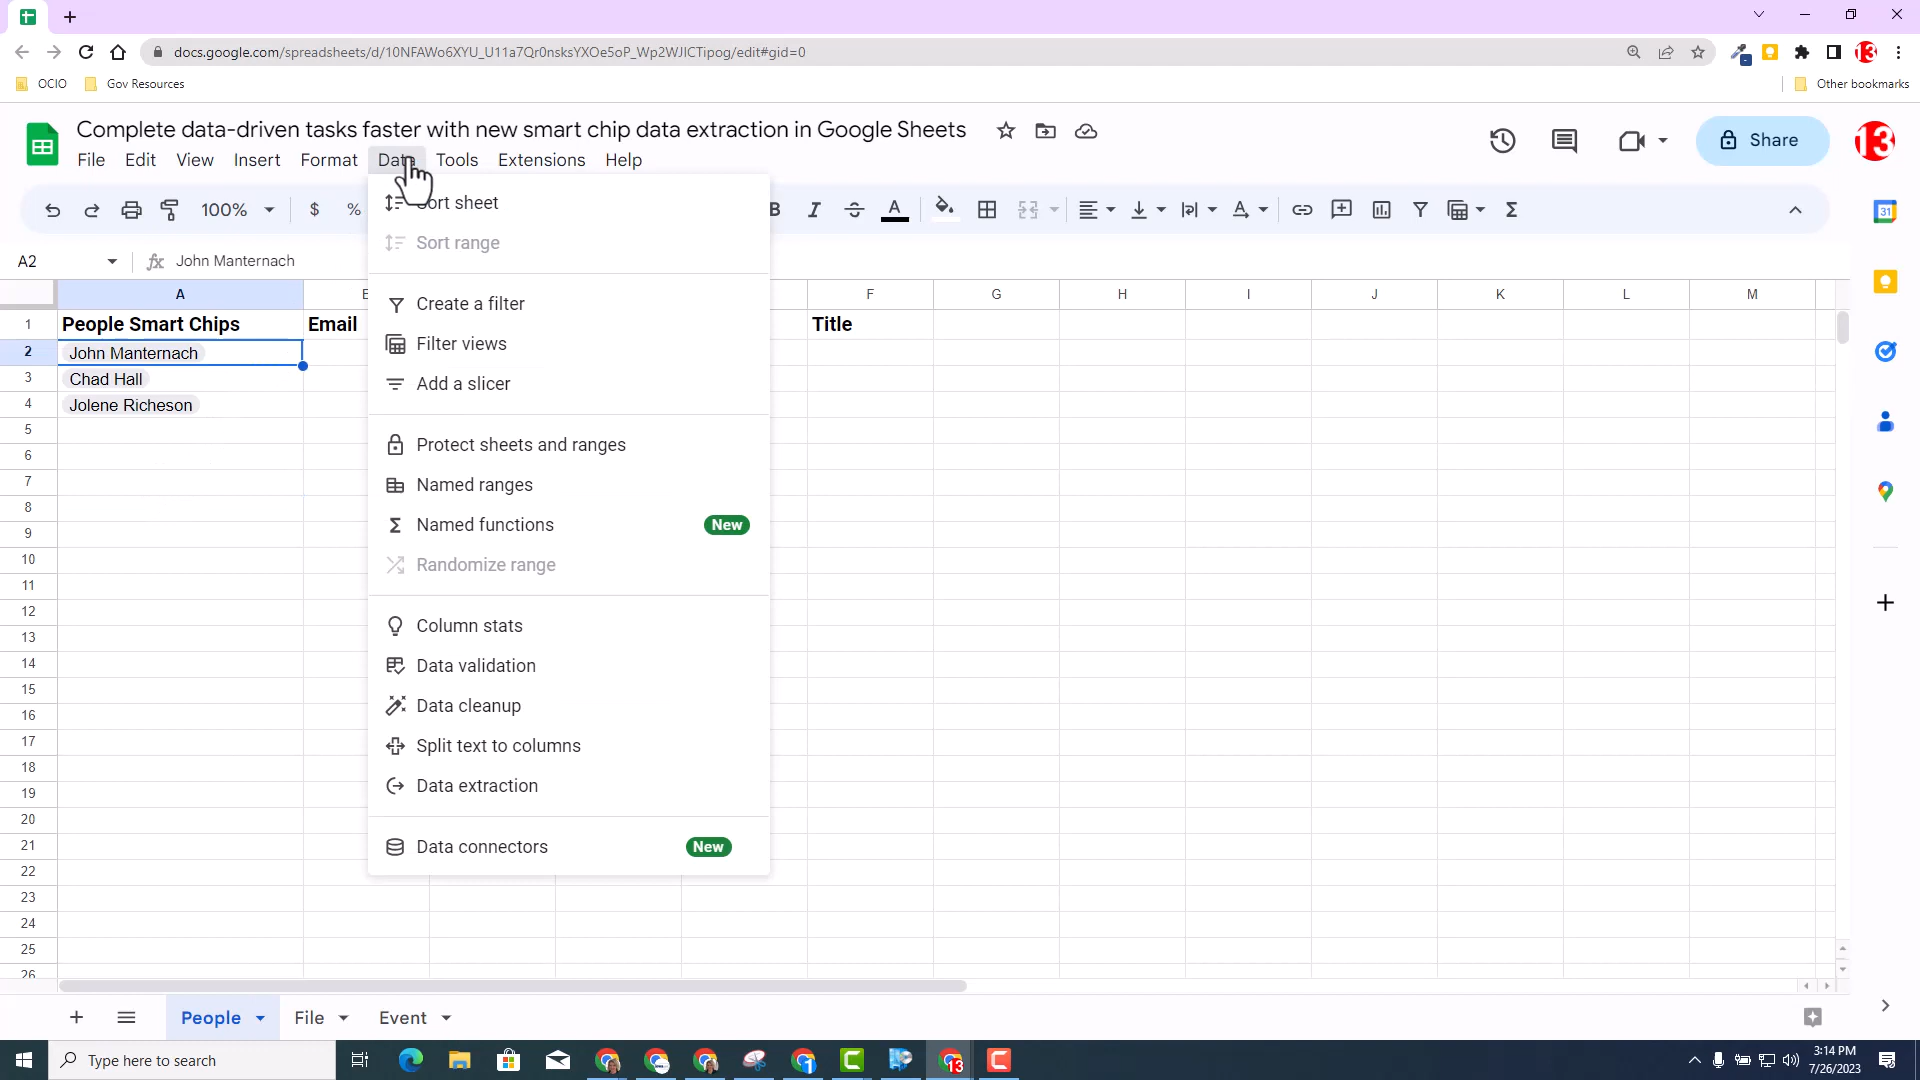 docs.google.com/spreadsheets/d/10NFAWo6XYU_U11a7Qr0nsksYXOe5oP_Wp2WJICTipog/edit#gid=0
OCIO
Gov Resources
Other bookmarks
Complete data-driven tasks faster with new smart chip data extraction in Google Sheets
File Edit View Insert Format Data Tools Extensions Help
Share
13
100% $ %
B I A A Σ
31
A2
fx John Manternach
A F G H I J K L M
1 People Smart Chips Email Title
2 John Manternach
3 Chad Hall
4 Jolene Richeson
5
6
7
8
9
10
11
12
13
14
15
16
17
18
19
20
21
22
23
24
25
26
Sort sheet
Sort range
Create a filter
Filter views
Add a slicer
Protect sheets and ranges
Named ranges
Named functions New
Randomize range
Column stats
Data validation
Data cleanup
Split text to columns
Data extraction
Data connectors New
People File Event
Type here to search
3:14 PM
7/26/2023